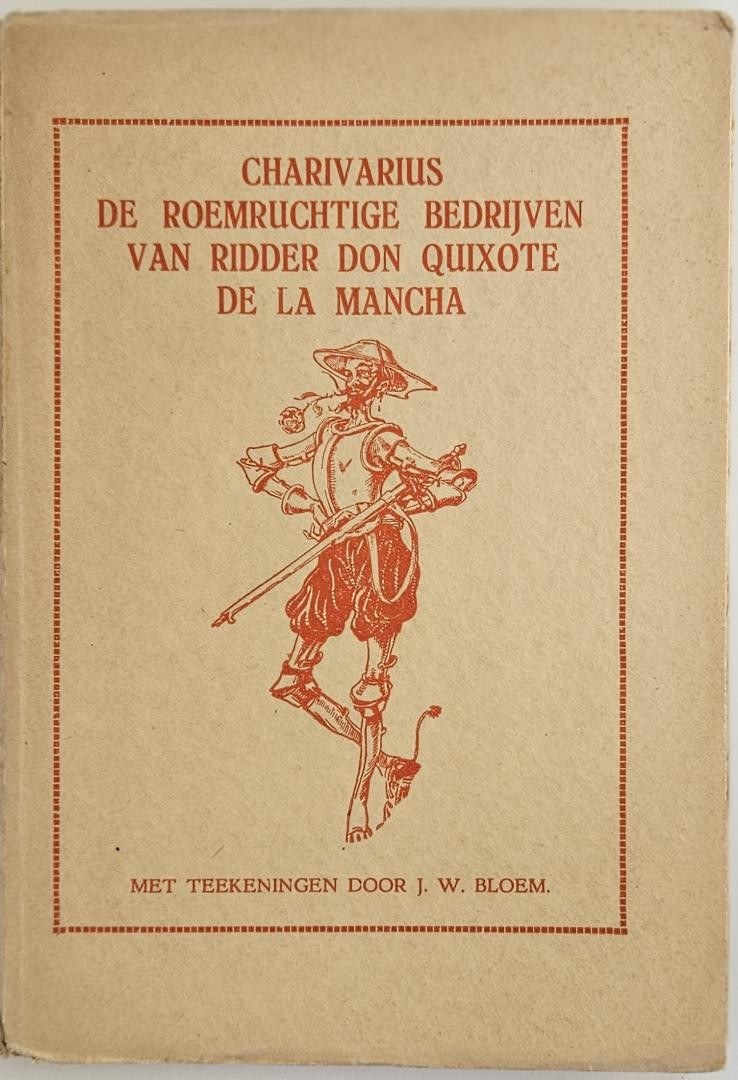 CHARIVARIUS
DE ROEMRUCHTIGE BEDRIJVEN
VAN RIDDER DON QUIXOTE
DE LA MANCHA
MET TEEKENINGEN DOOR J. W. BLOEM.